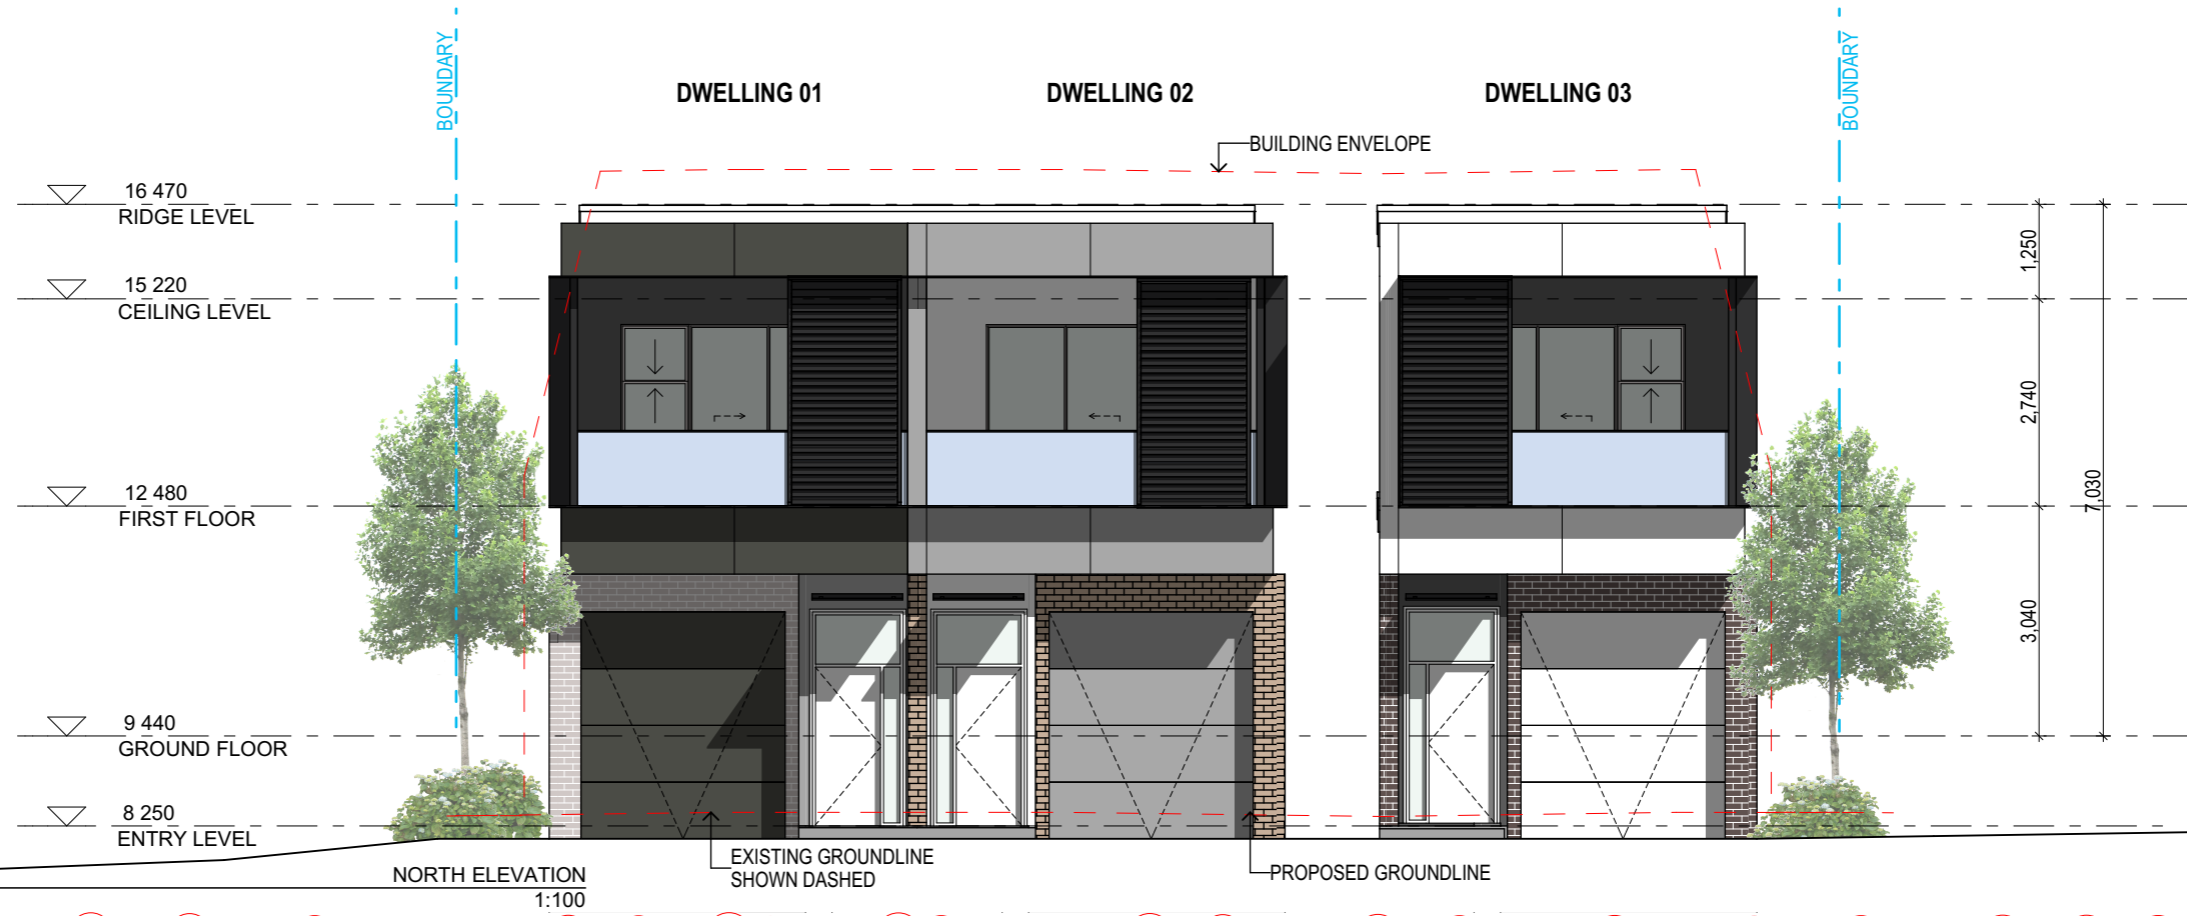 BOUNDARY
DWELLING 01
DWELLING 02
DWELLING 03
BOUNDARY
BUILDING ENVELOPE
16 470
RIDGE LEVEL
15 220
CEILING LEVEL
12 480
FIRST FLOOR
9 440
GROUND FLOOR
8 250
ENTRY LEVEL
1,250
2,740
7,030
3,040
EXISTING GROUNDLINE
SHOWN DASHED
PROPOSED GROUNDLINE
NORTH ELEVATION
1:100